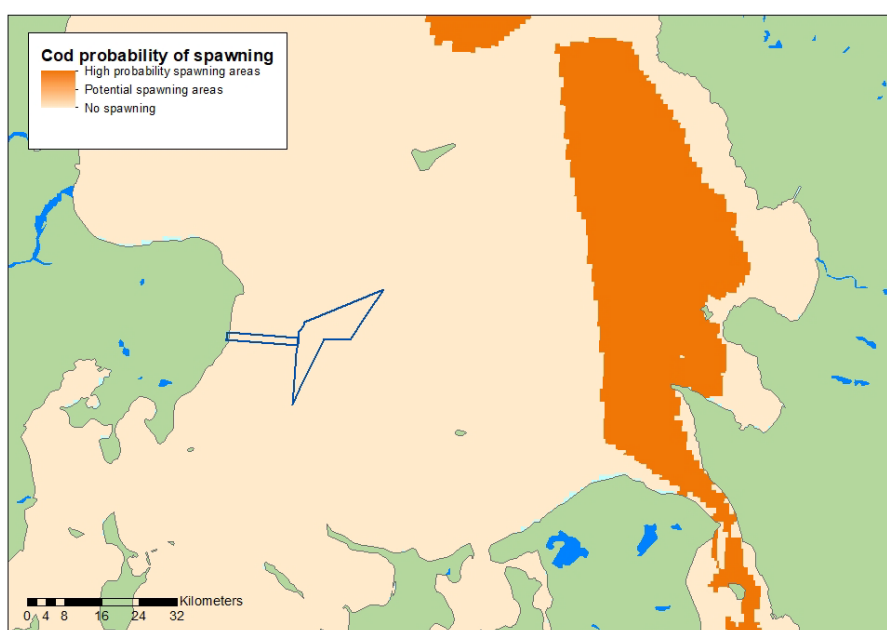 Cod probability of spawning
High probability spawning areas
Potential spawning areas
No spawning
Kilometers
0 4 8 16 24 32